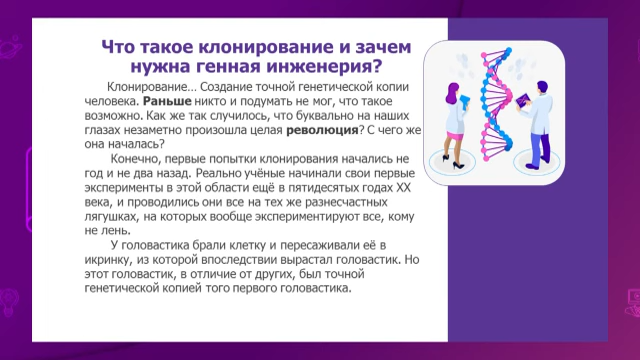 Что такое клонирование и зачем
нужна генная инженерия?
Клонирование… Создание точной генетической копии
человека. Раньше никто и подумать не мог, что такое
возможно. Как же так случилось, что буквально на наших
глазах незаметно произошла целая революция? С чего же
она началась?
Конечно, первые попытки клонирования начались не
год и не два назад. Реально учёные начинали свои первые
эксперименты в этой области ещё в пятидесятых годах XX
века, и проводились они все на тех же разнесчастных
лягушках, на которых вообще экспериментируют все, кому
не лень.
У головастика брали клетку и пересаживали её в
икринку, из которой впоследствии вырастал головастик. Но
этот головастик, в отличие от других, был точной
генетической копией того первого головастика.